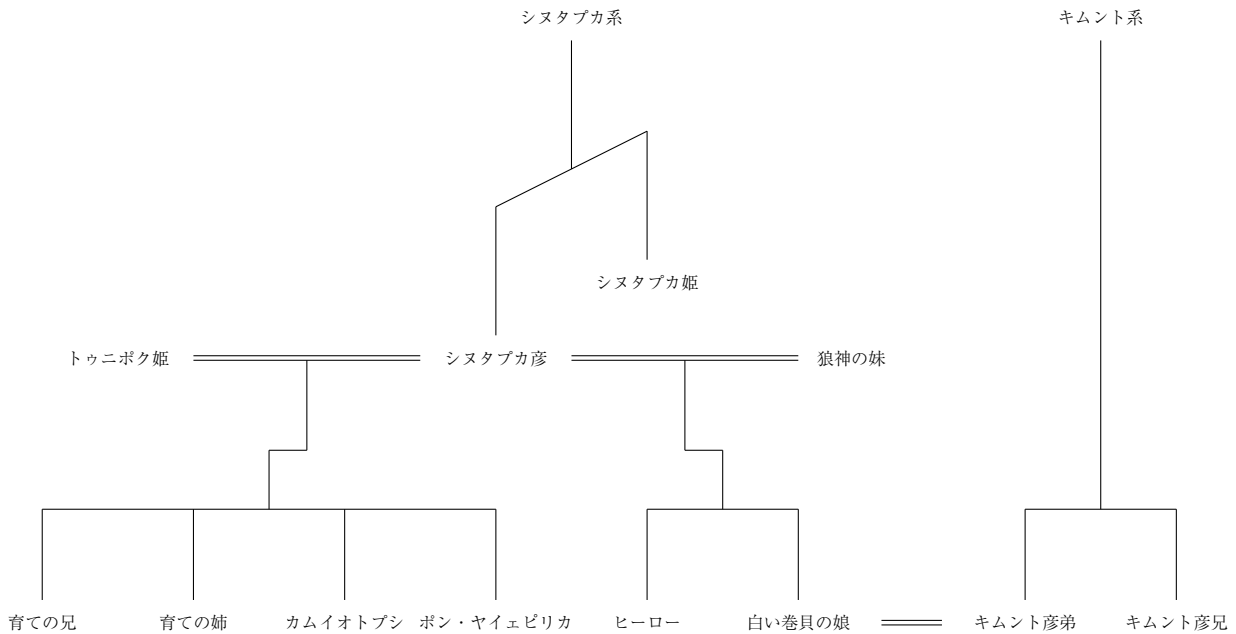 シヌタプカ系
キムント系
シヌタプカ姫
トゥニポク姫
シヌタプカ彦
狼神の妹
育ての兄
育ての姉
カムイオトプシ
ポン・ヤイェピリカ
ヒーロー
白い巻貝の娘
キムント彦弟
キムント彦兄